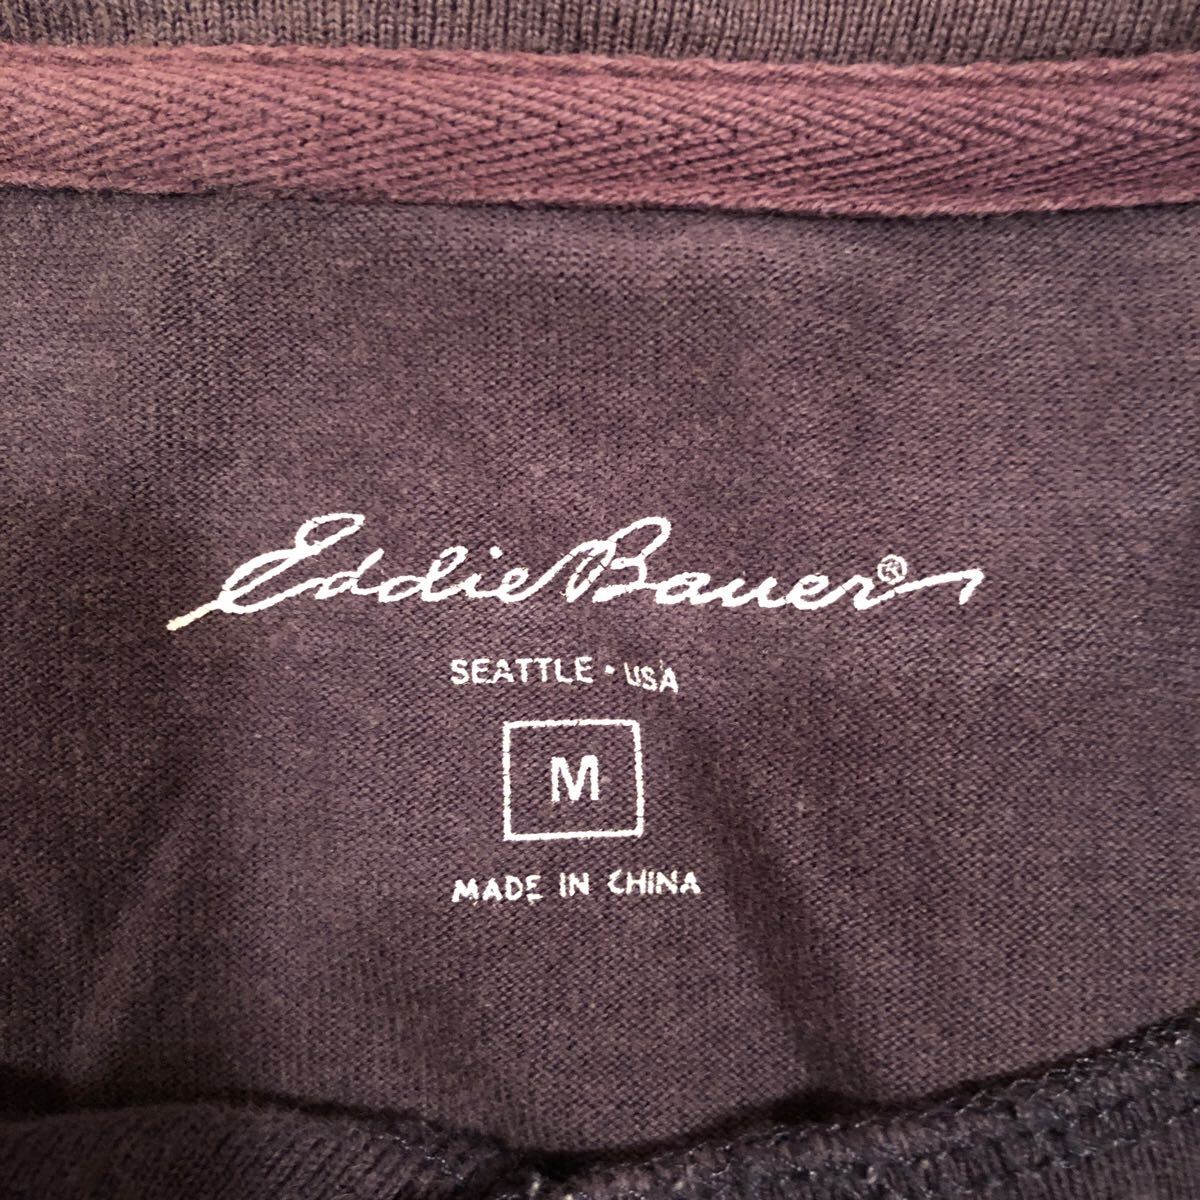 Eddie Bauer®
SEATTLE · USA
M
MADE IN CHINA